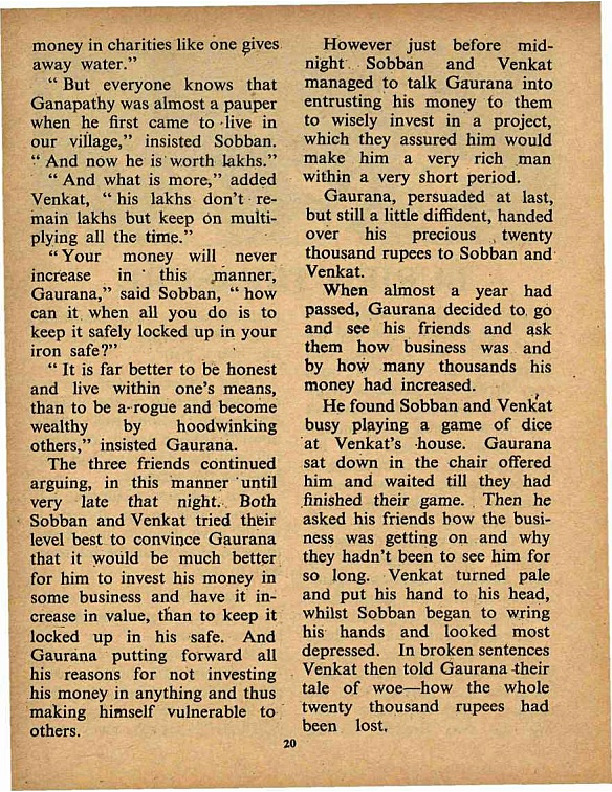 money in charities like one gives
away water.”
“ But everyone knows that
Ganapathy was almost a pauper
when he first came to live in
our village,” insisted Sobban.
“ And now he is worth lakhs.”
“ And what is more,” added
Venkat, “ his lakhs don’t re-
main lakhs but keep on multi-
plying all the time.”
“ Your money will never
increase in this manner,
Gaurana,” said Sobban, “ how
can it when all you do is to
keep it safely locked up in your
iron safe?”
“ It is far better to be honest
and live within one’s means,
than to be a rogue and become
wealthy by hoodwinking
others,” insisted Gaurana.
The three friends continued
arguing, in this manner until
very late that night. Both
Sobban and Venkat tried their
level best to convince Gaurana
that it would be much better
for him to invest his money in
some business and have it in-
crease in value, than to keep it
locked up in his safe. And
Gaurana putting forward all
his reasons for not investing
his money in anything and thus
making himself vulnerable to
others.
However just before mid-
night Sobban and Venkat
managed to talk Gaurana into
entrusting his money to them
to wisely invest in a project,
which they assured him would
make him a very rich man
within a very short period.
Gaurana, persuaded at last,
but still a little diffident, handed
over his precious twenty
thousand rupees to Sobban and
Venkat.
When almost a year had
passed, Gaurana decided to go
and see his friends and ask
them how business was and
by how many thousands his
money had increased.
He found Sobban and Venkat
busy playing a game of dice
at Venkat’s house. Gaurana
sat down in the chair offered
him and waited till they had
finished their game. Then he
asked his friends how the busi-
ness was getting on and why
they hadn’t been to see him for
so long. Venkat turned pale
and put his hand to his head,
whilst Sobban began to wring
his hands and looked most
depressed. In broken sentences
Venkat then told Gaurana their
tale of woe—how the whole
twenty thousand rupees had
been lost.
20